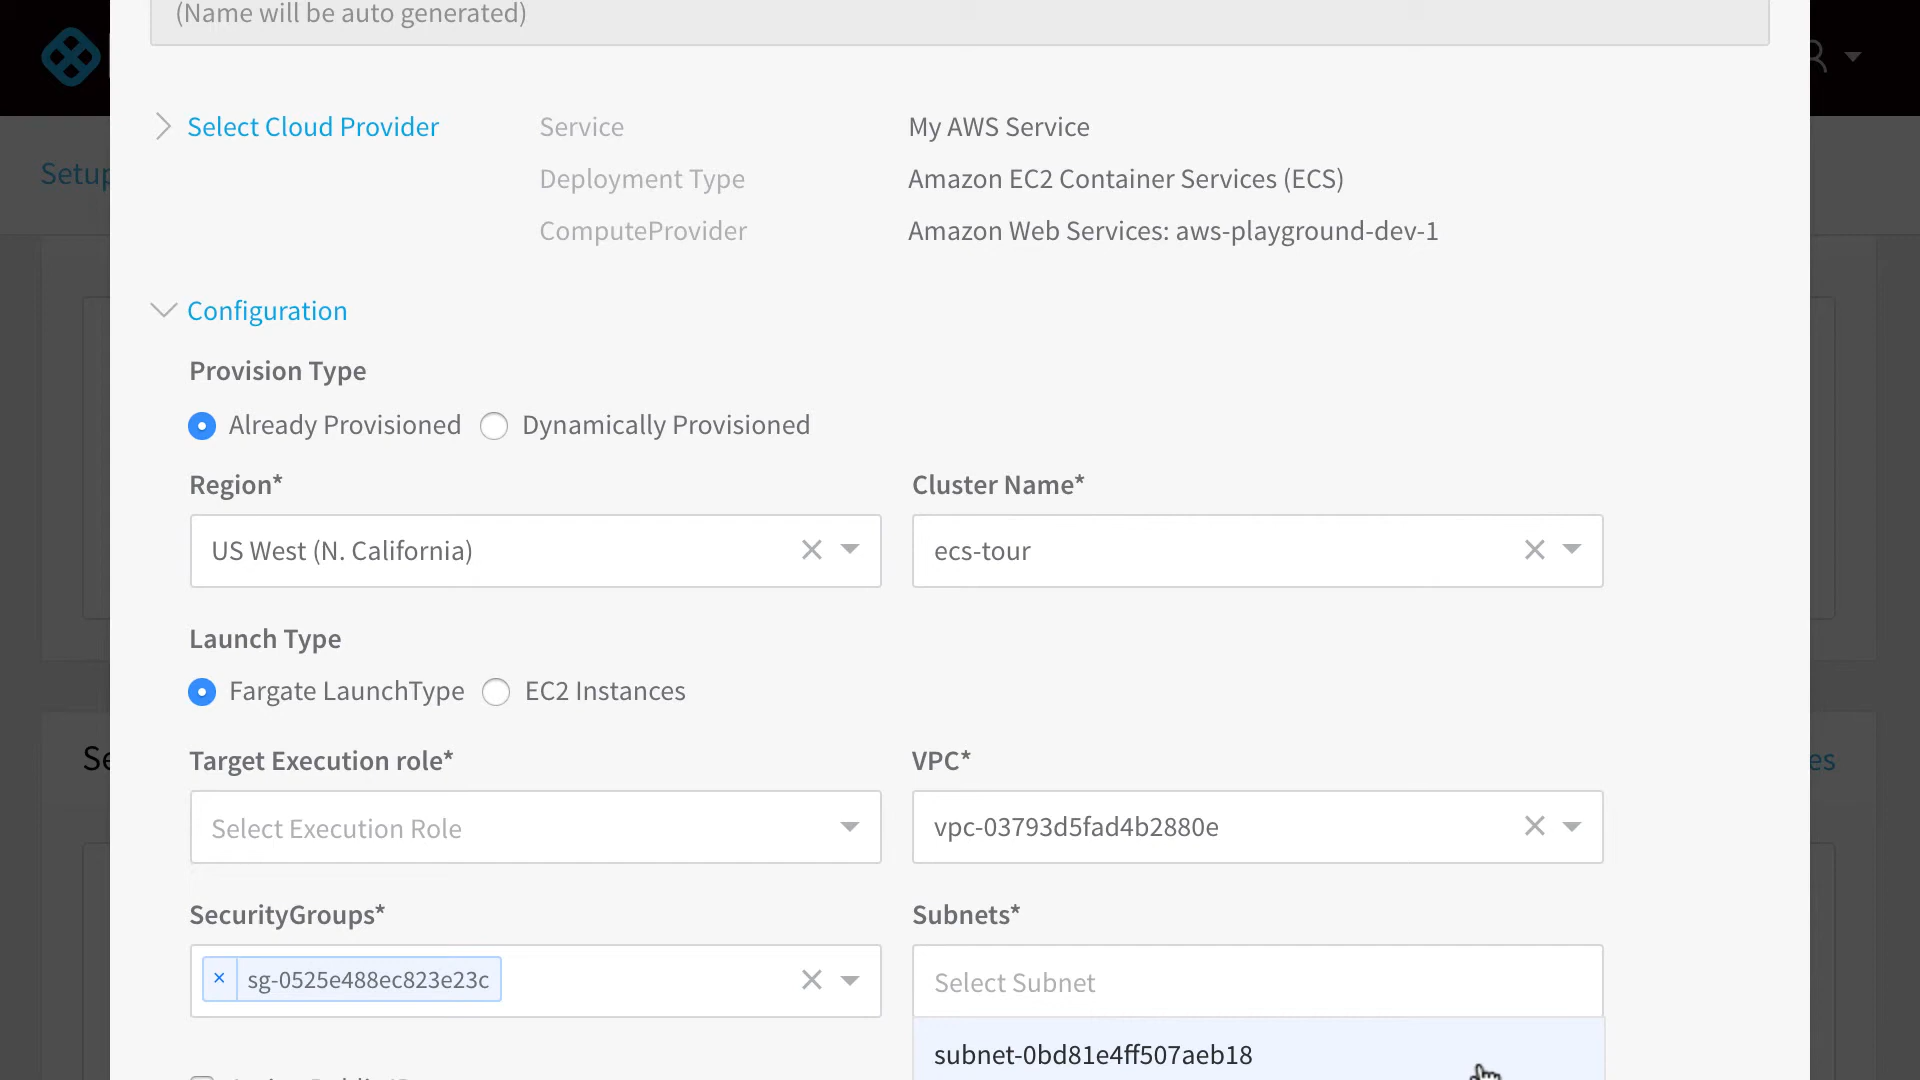 (Name will be auto generated)
Select Cloud Provider
Service
My AWS Service
Setup
Deployment Type
Amazon EC2 Container Services (ECS)
ComputeProvider
Amazon Web Services: aws-playground-dev-1
Configuration
Provision Type
Already Provisioned
Dynamically Provisioned
Region*
Cluster Name*
US West (N. California)
ecs-tour
Launch Type
Fargate LaunchType
EC2 Instances
Target Execution role*
VPC*
Select Execution Role
vpc-03793d5fad4b2880e
SecurityGroups*
Subnets*
× sg-0525e488ec823e23c
Select Subnet
subnet-0bd81e4ff507aeb18